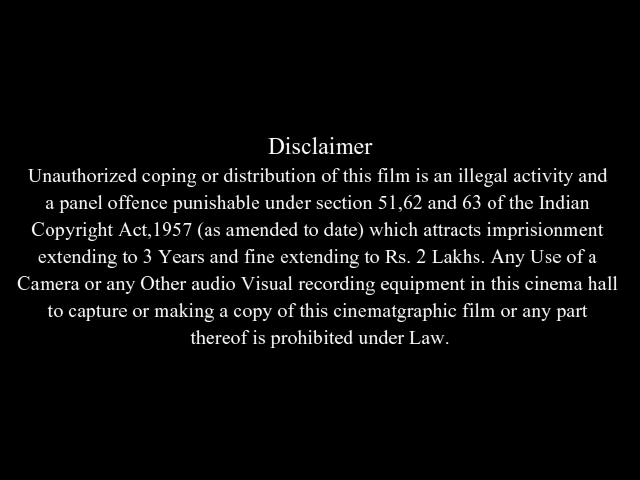 Disclaimer
Unauthorized coping or distribution of this film is an illegal activity and
a panel offence punishable under section 51,62 and 63 of the Indian
Copyright Act,1957 (as amended to date) which attracts imprisionment
extending to 3 Years and fine extending to Rs. 2 Lakhs. Any Use of a
Camera or any Other audio Visual recording equipment in this cinema hall
to capture or making a copy of this cinematgraphic film or any part
thereof is prohibited under Law.